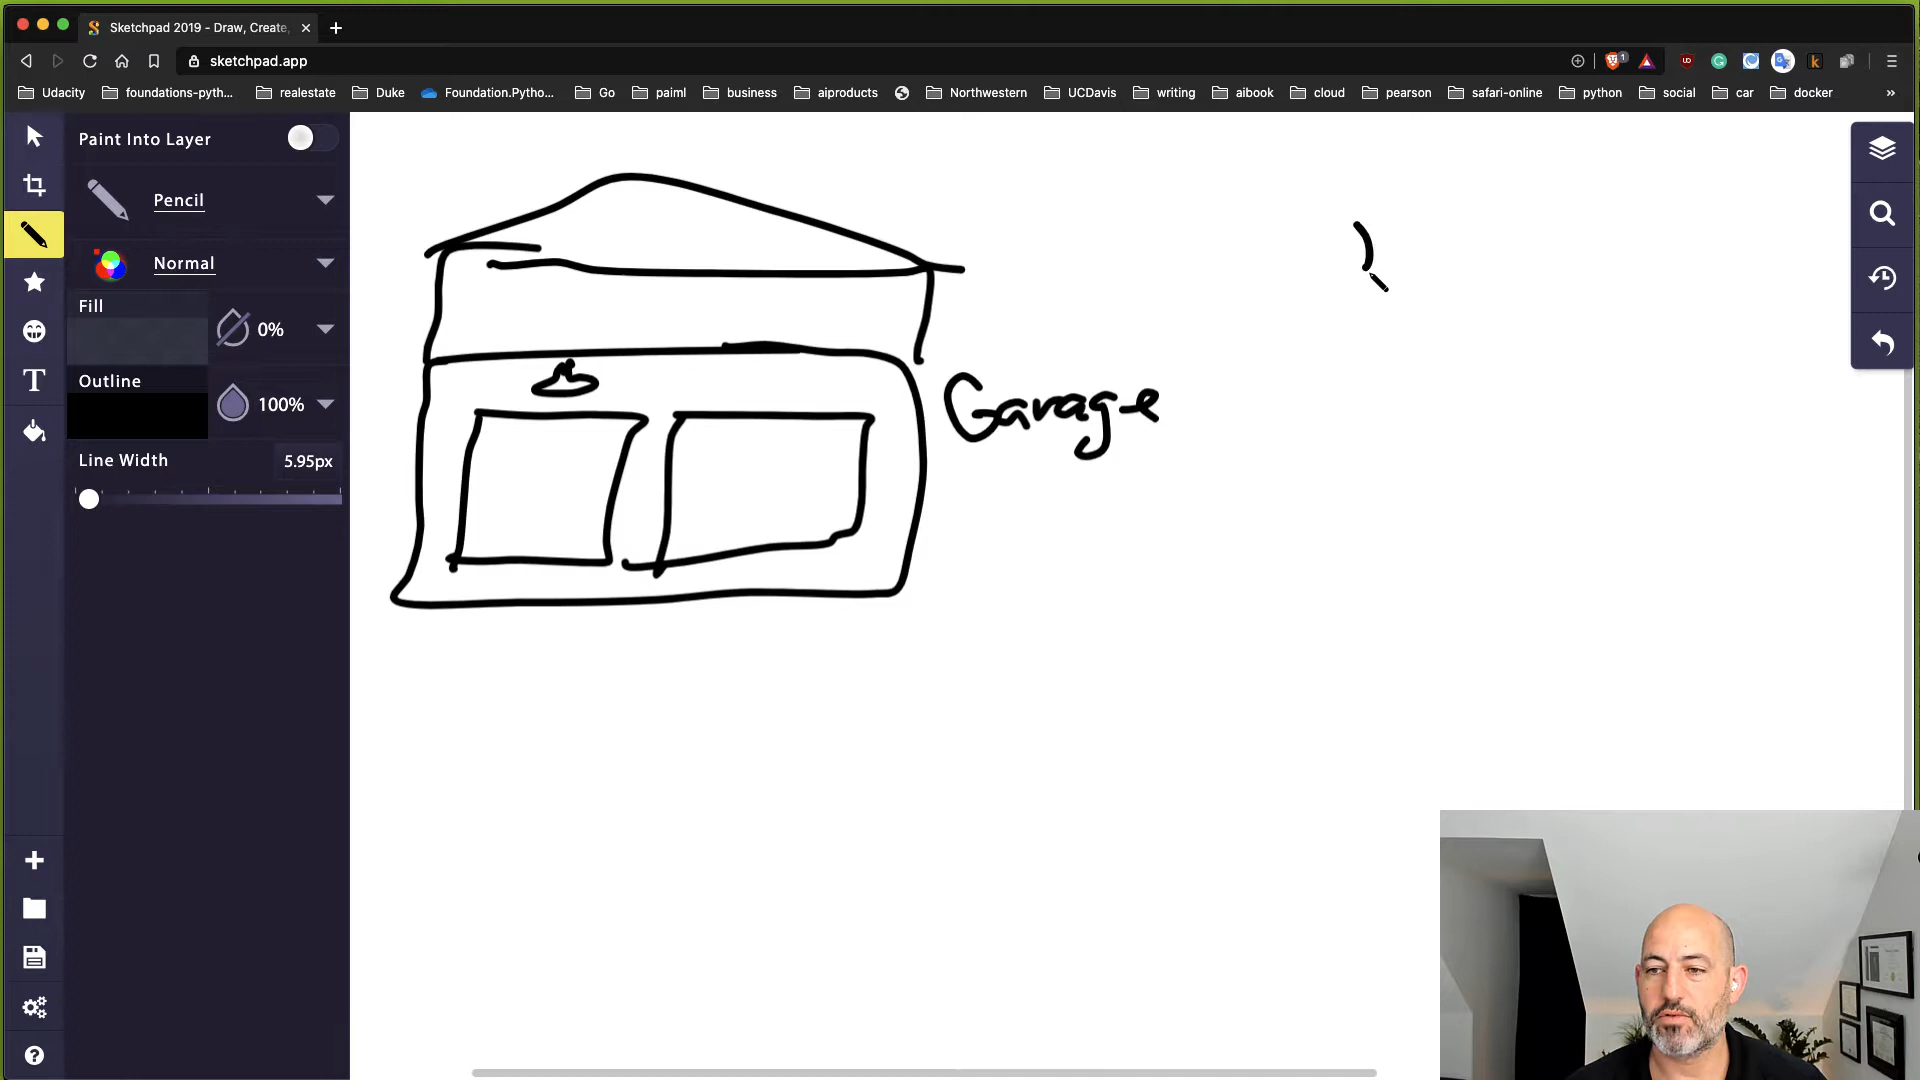 Sketchpad 2019 - Draw, Create,
sketchpad.app
1
Udacity
foundations-pyth...
realestate
Duke
Foundation.Pytho...
Go
paiml
business
aiproducts
Northwestern
UCDavis
writing
aibook
cloud
pearson
safari-online
python
social
car
docker
»
Paint Into Layer
Pencil
Normal
Fill
0%
Outline
100%
Line Width
5.95px
T
Garage